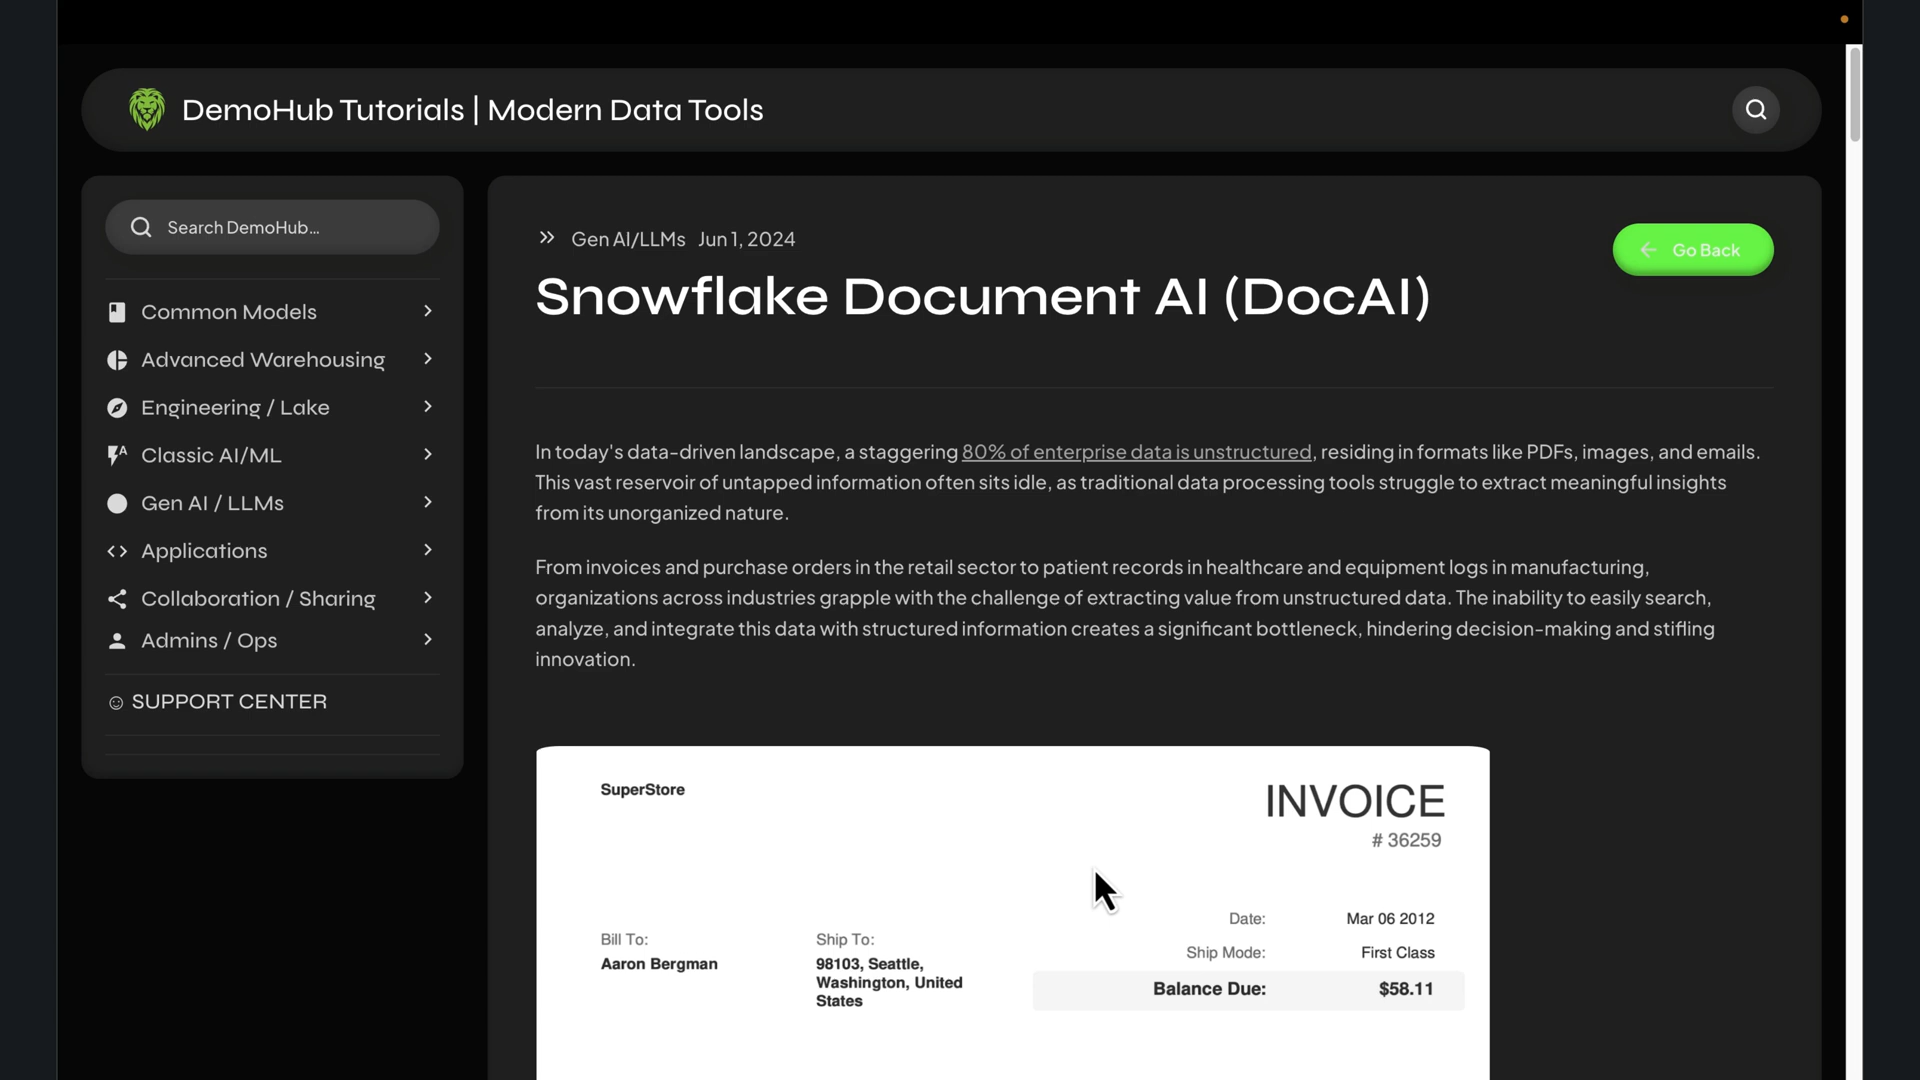 DemoHub Tutorials | Modern Data Tools
Search DemoHub...
Common Models
Advanced Warehousing
Engineering / Lake
Classic AI/ML
Gen AI / LLMs
Applications
Collaboration / Sharing
Admins / Ops
☺ SUPPORT CENTER
Gen AI/LLMs Jun 1, 2024
Go Back
Snowflake Document AI (DocAI)
In today's data-driven landscape, a staggering 80% of enterprise data is unstructured, residing in formats like PDFs, images, and emails.
This vast reservoir of untapped information often sits idle, as traditional data processing tools struggle to extract meaningful insights
from its unorganized nature.
From invoices and purchase orders in the retail sector to patient records in healthcare and equipment logs in manufacturing,
organizations across industries grapple with the challenge of extracting value from unstructured data. The inability to easily search,
analyze, and integrate this data with structured information creates a significant bottleneck, hindering decision-making and stifling
innovation.
SuperStore
INVOICE
# 36259
Date: Mar 06 2012
Ship Mode: First Class
Balance Due: $58.11
Bill To:
Aaron Bergman
Ship To:
98103, Seattle,
Washington, United
States